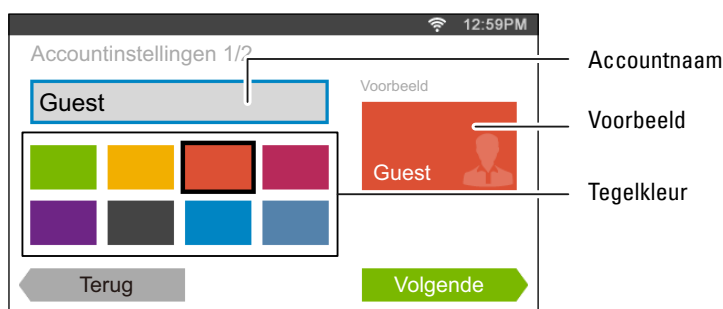 12:59PM
Accountinstellingen 1/2
Accountnaam
Guest
Voorbeeld
Voorbeeld
Guest
Tegelkleur
Terug
Volgende